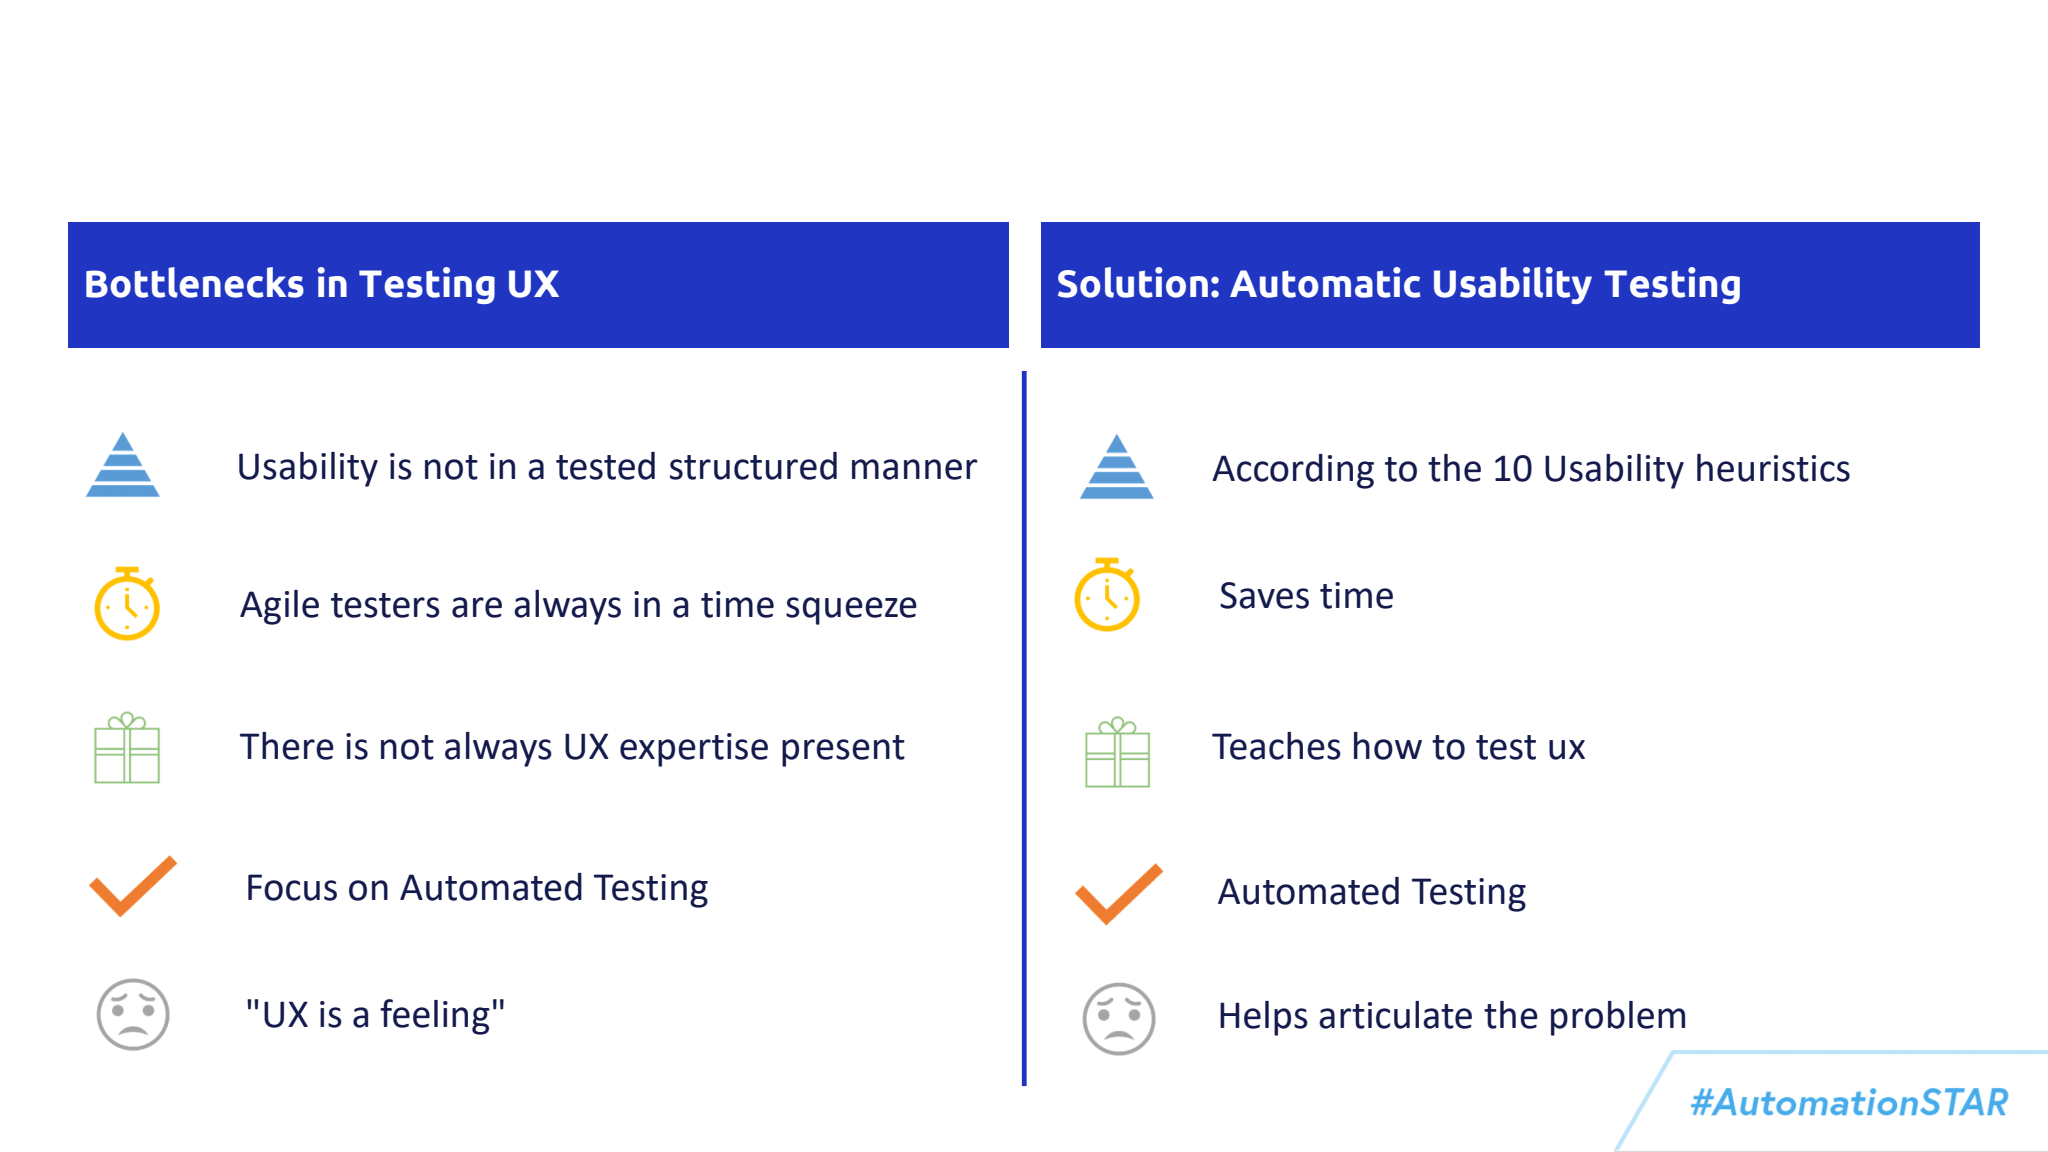 Bottlenecks in Testing UX
Usability is not in a tested structured manner
Agile testers are always in a time squeeze
There is not always UX expertise present
Focus on Automated Testing
"UX is a feeling"
Solution: Automatic Usability Testing
According to the 10 Usability heuristics
Saves time
Teaches how to test ux
Automated Testing
Helps articulate the problem
#AutomationSTAR